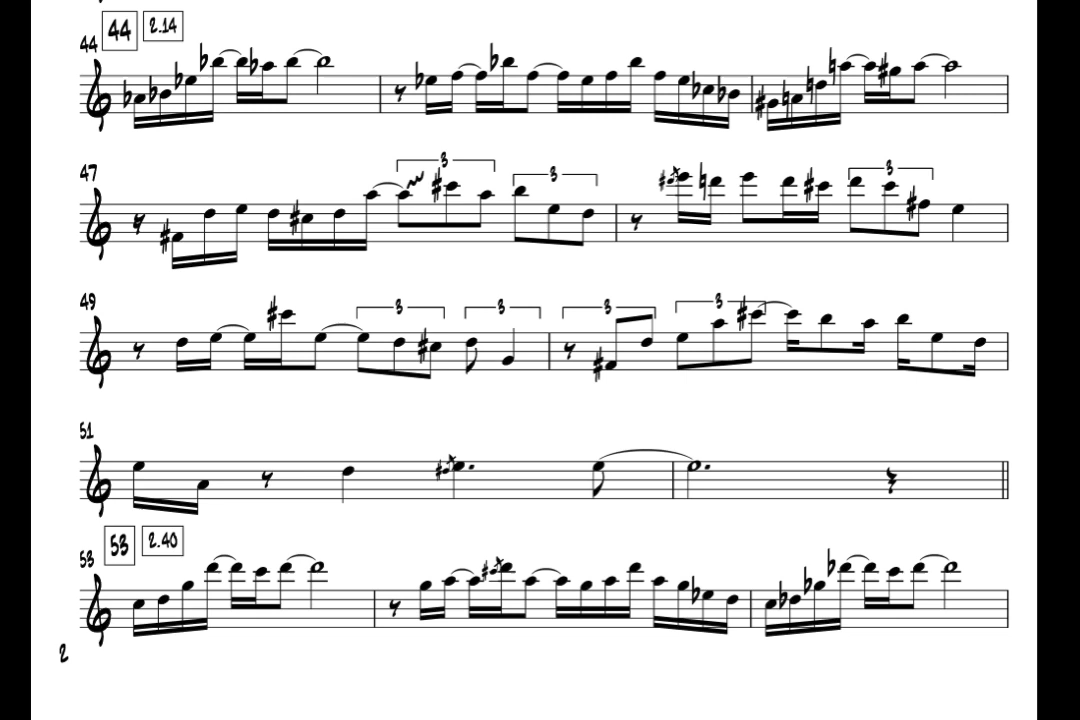 44 44 2.14
47 3 3 3
49 3 3 3 3
51
53 53 2.40
2